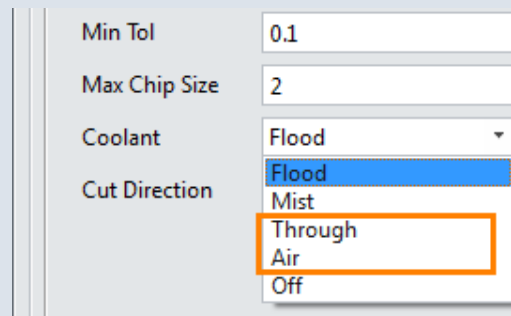 Min Tol 0.1
Max Chip Size 2
Coolant Flood
Flood
Cut Direction
Mist
Through
Air
Off